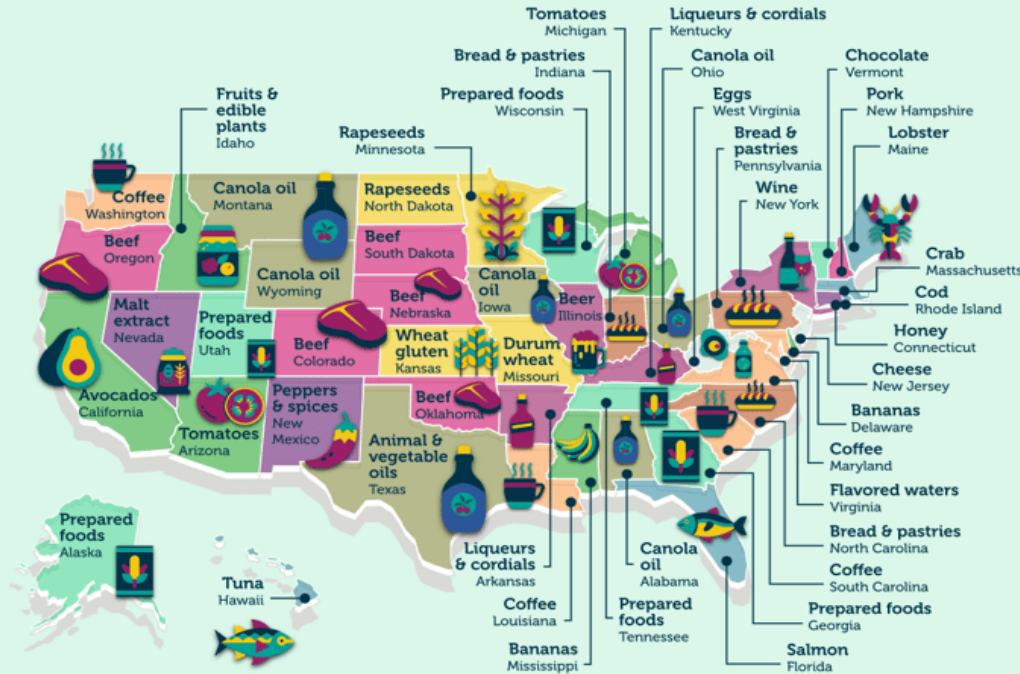 Tomatoes
Michigan
Liqueurs & cordials
Kentucky
Bread & pastries
Indiana
Canola oil
Ohio
Chocolate
Vermont
Fruits &
edible
plants
Idaho
Prepared foods
Wisconsin
Eggs
West Virginia
Pork
New Hampshire
Rapeseeds
Minnesota
Bread &
pastries
Pennsylvania
Lobster
Maine
Wine
New York
Coffee
Washington
Canola oil
Montana
Rapeseeds
North Dakota
Beef
Oregon
Beef
South Dakota
Crab
Massachusetts
Canola oil
Wyoming
Canola
oil
Iowa
Cod
Rhode Island
Malt
extract
Nevada
Prepared
foods
Utah
Beef
Nebraska
Beer
Illinois
Honey
Connecticut
Beef
Colorado
Wheat
gluten
Kansas
Durum
wheat
Missouri
Cheese
New Jersey
Avocados
California
Peppers
& spices
New
Mexico
Beef
Oklahoma
Bananas
Delaware
Tomatoes
Arizona
Animal &
vegetable
oils
Texas
Coffee
Maryland
Flavored waters
Virginia
Prepared
foods
Alaska
Bread & pastries
North Carolina
Liqueurs
& cordials
Arkansas
Canola
oil
Alabama
Coffee
South Carolina
Tuna
Hawaii
Coffee
Louisiana
Prepared
foods
Tennessee
Prepared foods
Georgia
Bananas
Mississippi
Salmon
Florida